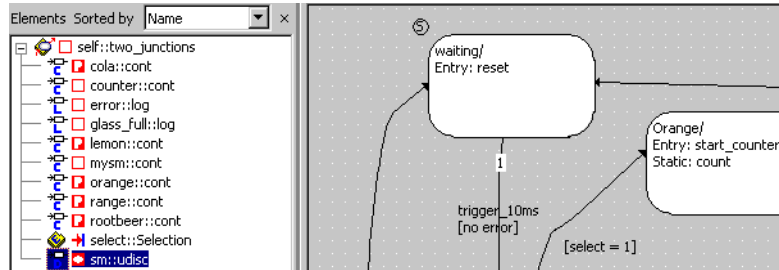 Elements Sorted by Name
self::two_junctions
cola::cont
counter::cont
error::log
glass_full::log
lemon::cont
mysm::cont
orange::cont
range::cont
rootbeer::cont
select::Selection
sm::udisc
S
waiting/
Entry: reset
1
trigger_10ms
[no error]
[select = 1]
Orange/
Entry: start_counter
Static: count